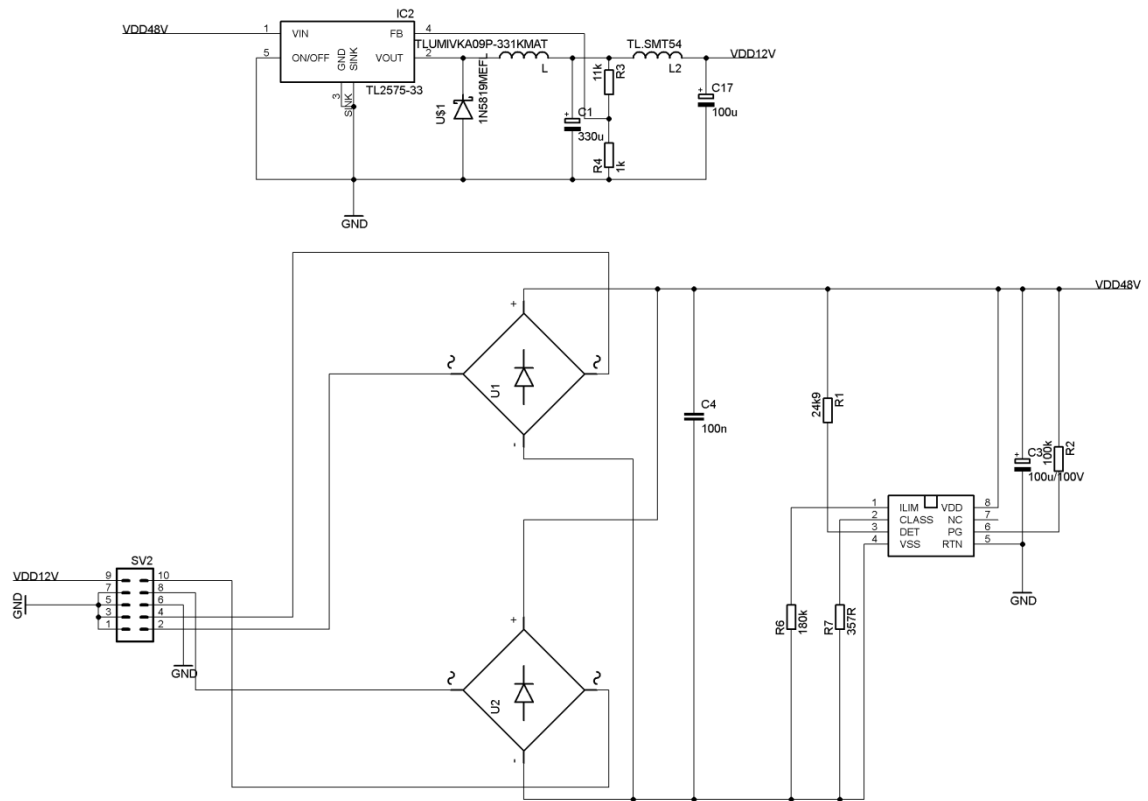 IC2
VDD48V
1
VIN
FB
4
5
ON/OFF
GND
SINK
VOUT
2
3
SINK
TL2575-33
TLUMIVKA09P-331KMAT
L
U$1
1N5819MEFL
C1
330u
11k
R3
R4
1k
TL.SMT54
L2
VDD12V
C17
100u
GND
VDD48V
U1
C4
100n
24k9
R1
100k
R2
C3
100u/100V
1
ILIM
VDD
8
2
CLASS
NC
7
3
DET
PG
6
4
VSS
RTN
5
GND
R6
180k
R7
357R
SV2
VDD12V
9
10
7
8
5
6
3
4
1
2
GND
GND
U2